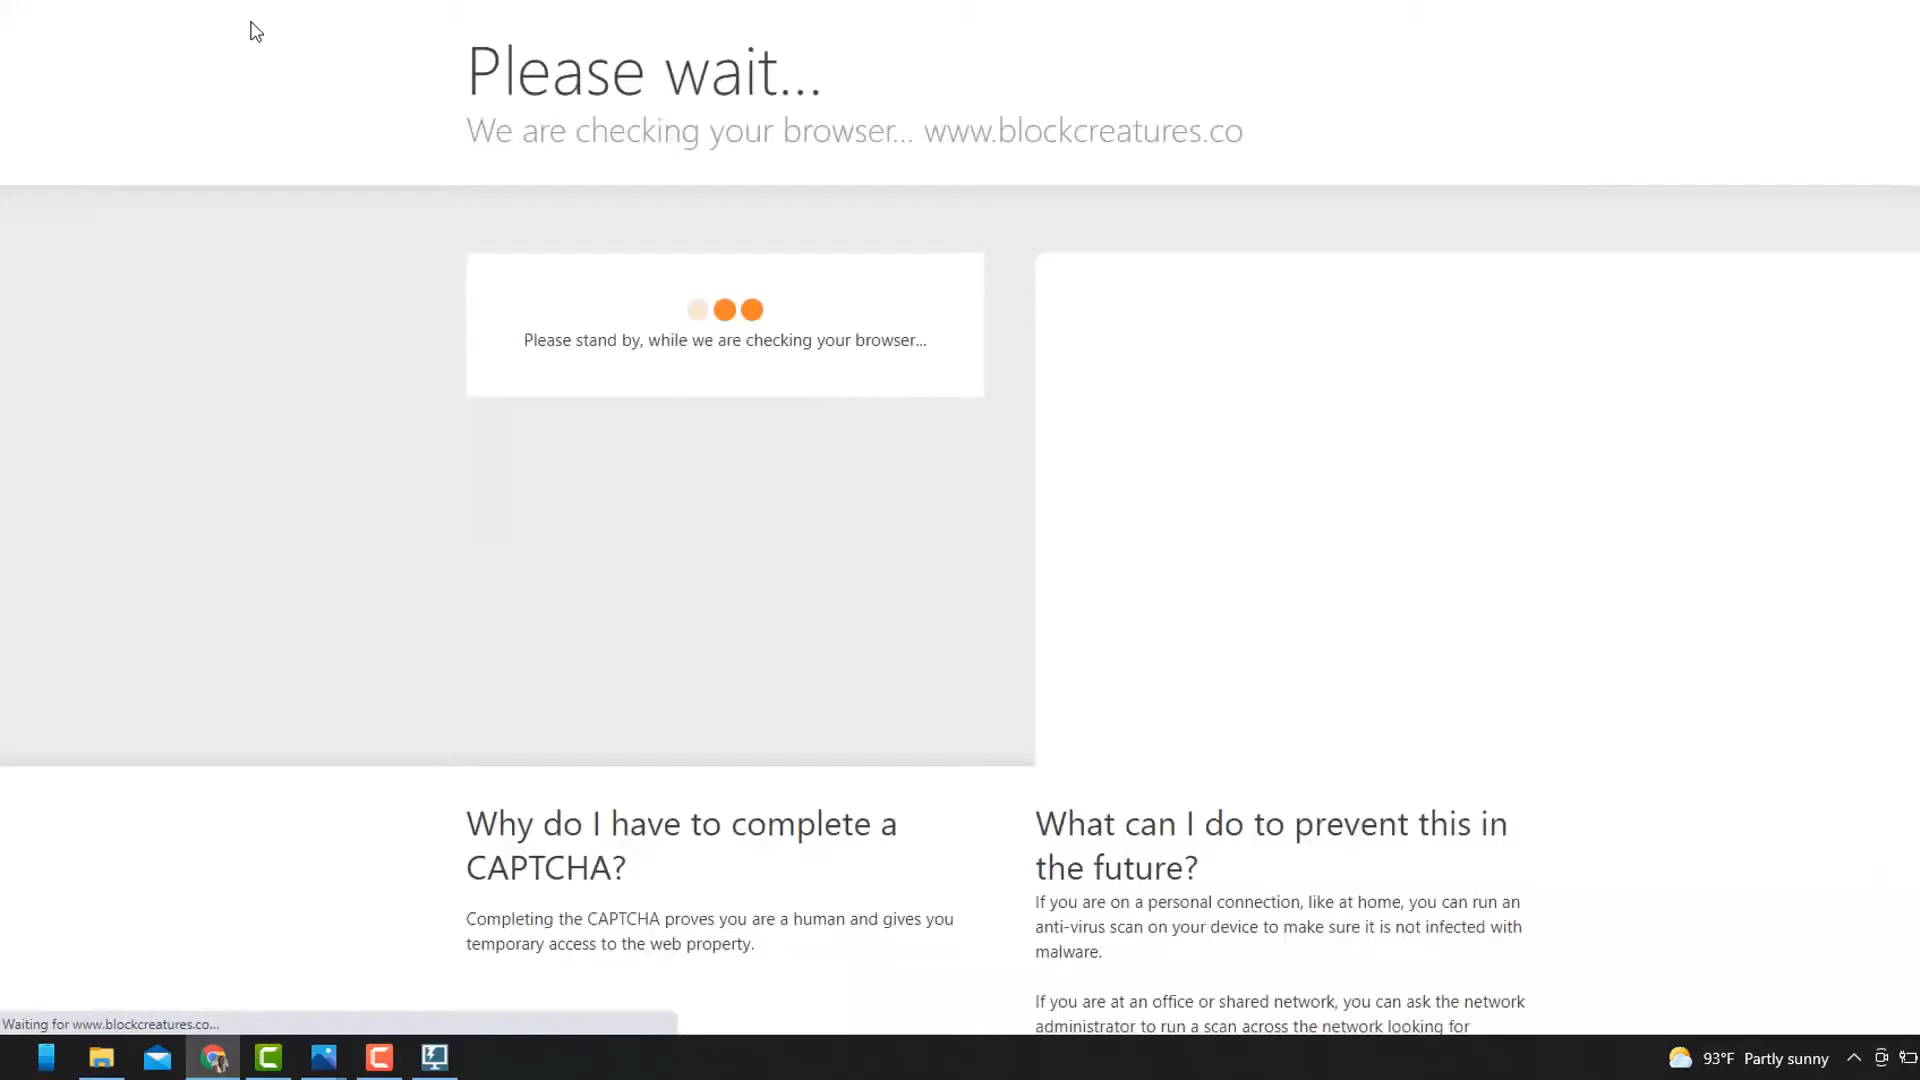 Please wait...
We are checking your browser... www.blockcreatures.co
Please stand by, while we are checking your browser...
Why do I have to complete a
CAPTCHA?
Completing the CAPTCHA proves you are a human and gives you
temporary access to the web property.
What can I do to prevent this in
the future?
If you are on a personal connection, like at home, you can run an
anti-virus scan on your device to make sure it is not infected with
malware.
If you are at an office or shared network, you can ask the network
administrator to run a scan across the network looking for
Waiting for www.blockcreatures.co...
93°F Partly sunny